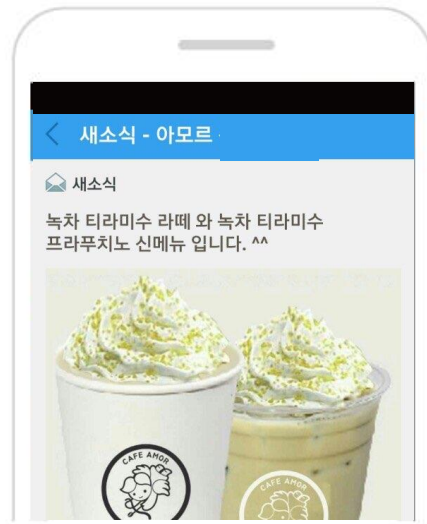 새소식 - 아모르
새소식
녹차 티라미수 라떼 와 녹차 티라미수
프라푸치노 신메뉴 입니다. ^^
CAFE AMOR
CAFE AMOR